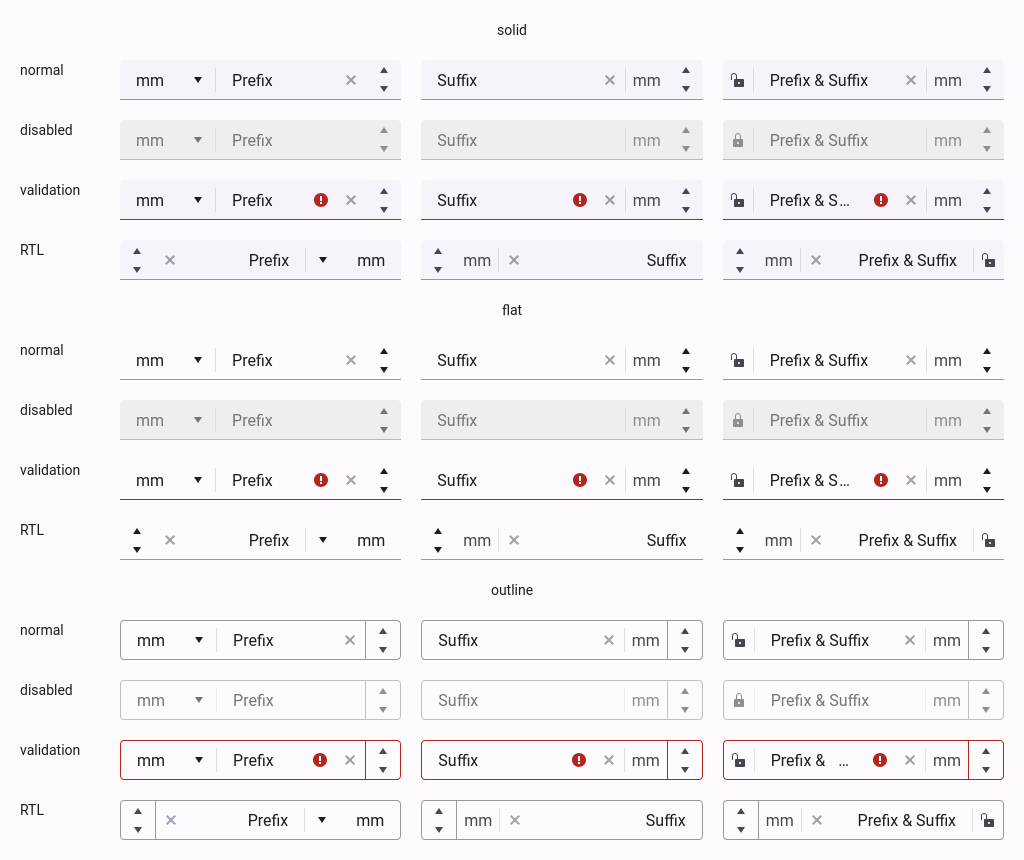 solid
normal mm Prefix Suffix mm Prefix & Suffix mm
disabled mm Prefix Suffix mm Prefix & Suffix mm
validation mm Prefix Suffix mm Prefix & S... mm
RTL Prefix mm mm Suffix mm Prefix & Suffix
flat
normal mm Prefix Suffix mm Prefix & Suffix mm
disabled mm Prefix Suffix mm Prefix & Suffix mm
validation mm Prefix Suffix mm Prefix & S... mm
RTL Prefix mm mm Suffix mm Prefix & Suffix
outline
normal mm Prefix Suffix mm Prefix & Suffix mm
disabled mm Prefix Suffix mm Prefix & Suffix mm
validation mm Prefix Suffix mm Prefix & ... mm
RTL Prefix mm mm Suffix mm Prefix & Suffix